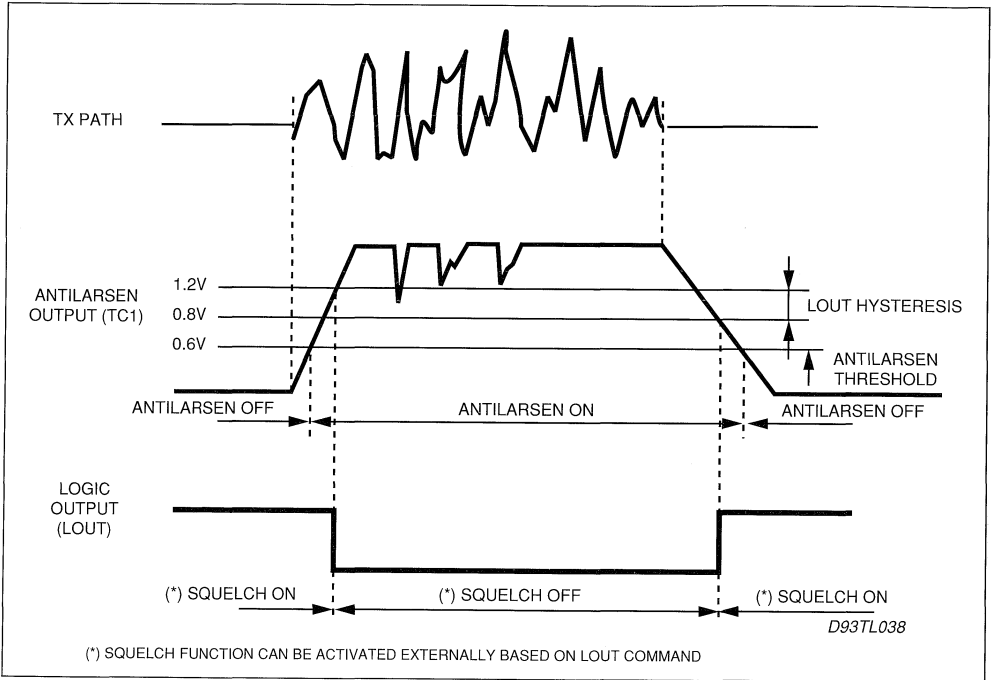 TX PATH
1.2V
ANTILARSEN
OUTPUT (TC1)
0.8V
LOUT HYSTERESIS
0.6V
ANTILARSEN
THRESHOLD
ANTILARSEN OFF
ANTILARSEN ON
ANTILARSEN OFF
LOGIC
OUTPUT
(LOUT)
(*) SQUELCH ON
(*) SQUELCH OFF
(*) SQUELCH ON
D93TL038
(*) SQUELCH FUNCTION CAN BE ACTIVATED EXTERNALLY BASED ON LOUT COMMAND